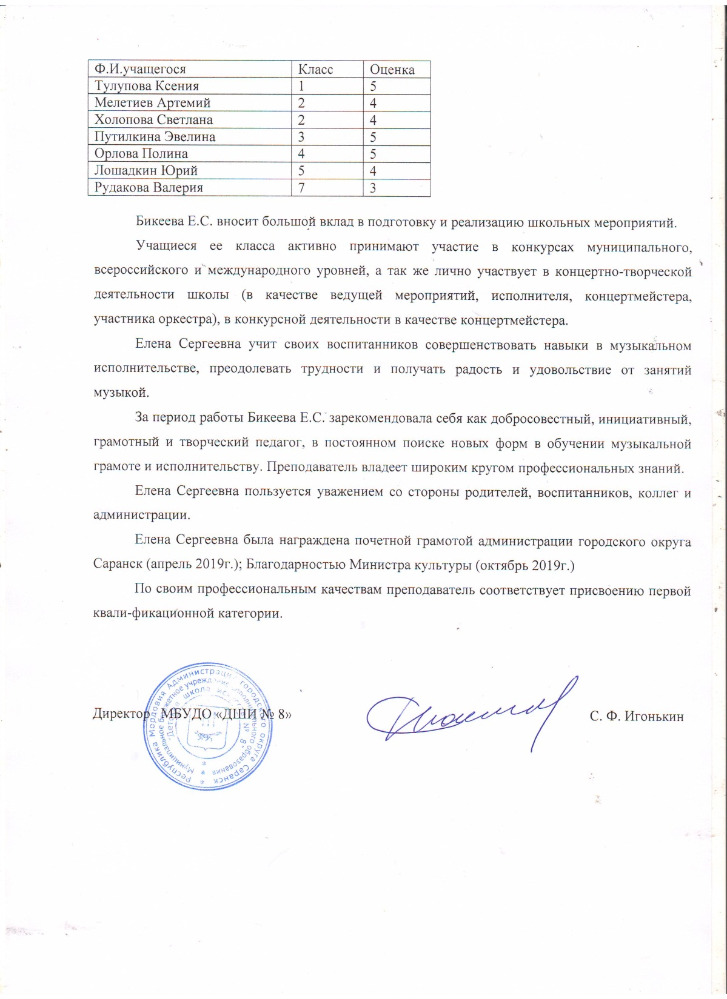 Ф.И.учащегося Класс Оценка
Тулупова Ксения 1 5
Мелетиев Артемий 2 4
Холопова Светлана 2 4
Путилкина Эвелина 3 5
Орлова Полина 4 5
Лошадкин Юрий 5 4
Рудакова Валерия 7 3
Бикеева Е.С. вносит большой вклад в подготовку и реализацию школьных мероприятий.
Учащиеся ее класса активно принимают участие в конкурсах муниципального,
всероссийского и международного уровней, а так же лично участвует в концертно-творческой
деятельности школы (в качестве ведущей мероприятий, исполнителя, концертмейстера,
участника оркестра), в конкурсной деятельности в качестве концертмейстера.
Елена Сергеевна учит своих воспитанников совершенствовать навыки в музыкальном
исполнительстве, преодолевать трудности и получать радость и удовольствие от занятий
музыкой.
За период работы Бикеева Е.С. зарекомендовала себя как добросовестный, инициативный,
грамотный и творческий педагог, в постоянном поиске новых форм в обучении музыкальной
грамоте и исполнительству. Преподаватель владеет широким кругом профессиональных знаний.
Елена Сергеевна пользуется уважением со стороны родителей, воспитанников, коллег и
администрации.
Елена Сергеевна была награждена почетной грамотой администрации городского округа
Саранск (апрель 2019г.); Благодарностью Министра культуры (октябрь 2019г.)
По своим профессиональным качествам преподаватель соответствует присвоению первой
квали-фикационной категории.
Директор МБУДО «ДШИ № 8» С. Ф. Игонькин
Республика Мордовия Администрация городского округа Саранск
Муниципальное бюджетное учреждение дополнительного образования
"Детская школа искусств № 8"